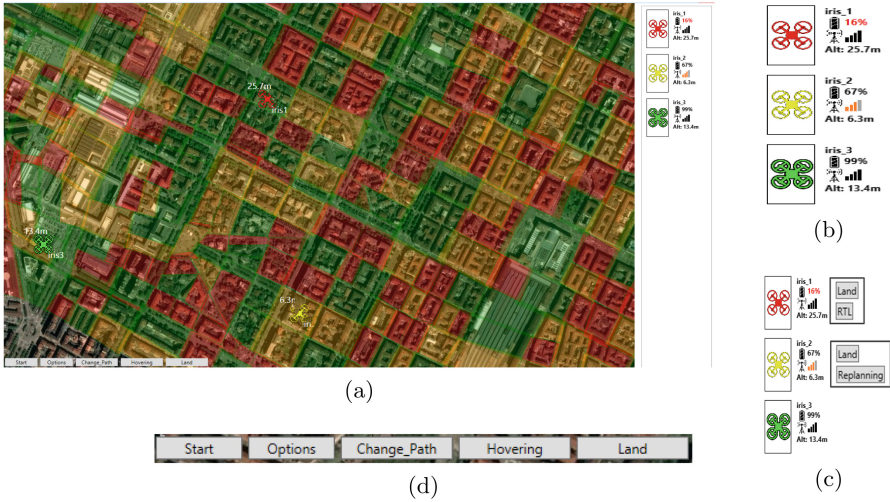 25.7m
iris1
13.4m
iris3
6.3
Start Options Change_Path Hovering Land
iris_1
16%
Alt: 25.7m
iris_2
67%
Alt: 6.3m
iris_3
99%
Alt: 13.4m
(a)
iris_1
16%
Alt: 25.7m
iris_2
67%
Alt: 6.3m
iris_3
99%
Alt: 13.4m
(b)
iris_1
16%
Alt: 25.7m
Land
RTL
iris_2
67%
Alt: 6.3m
Land
Replanning
iris_3
99%
Alt: 13.4m
(c)
Start Options Change_Path Hovering Land
(d)